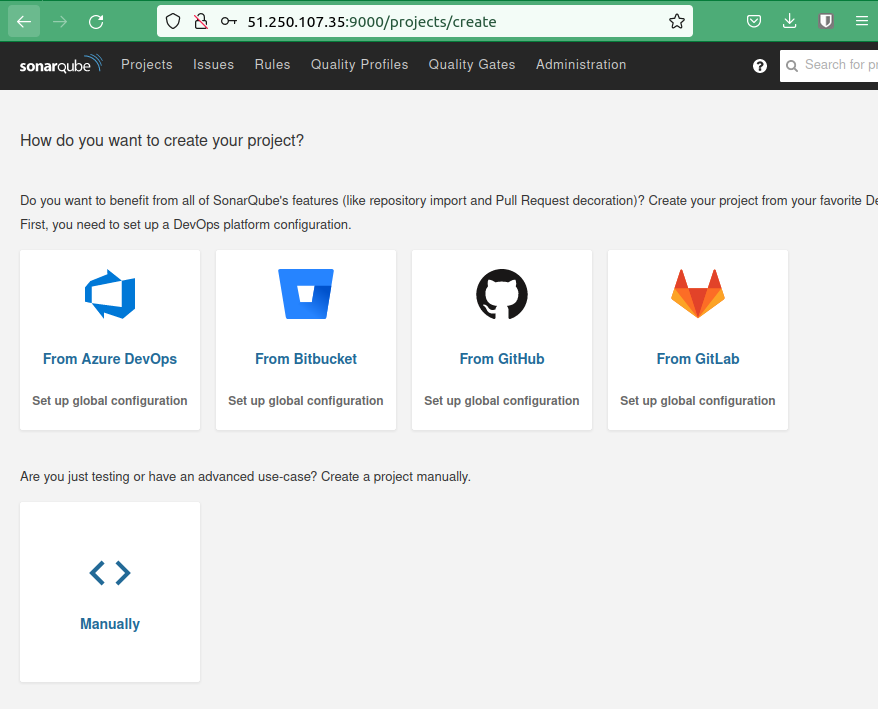 51.250.107.35:9000/projects/create
sonarqube Projects Issues Rules Quality Profiles Quality Gates Administration ? Search for pr
How do you want to create your project?
Do you want to benefit from all of SonarQube's features (like repository import and Pull Request decoration)? Create your project from your favorite De
First, you need to set up a DevOps platform configuration.
From Azure DevOps From Bitbucket From GitHub From GitLab
Set up global configuration Set up global configuration Set up global configuration Set up global configuration
Are you just testing or have an advanced use-case? Create a project manually.
Manually